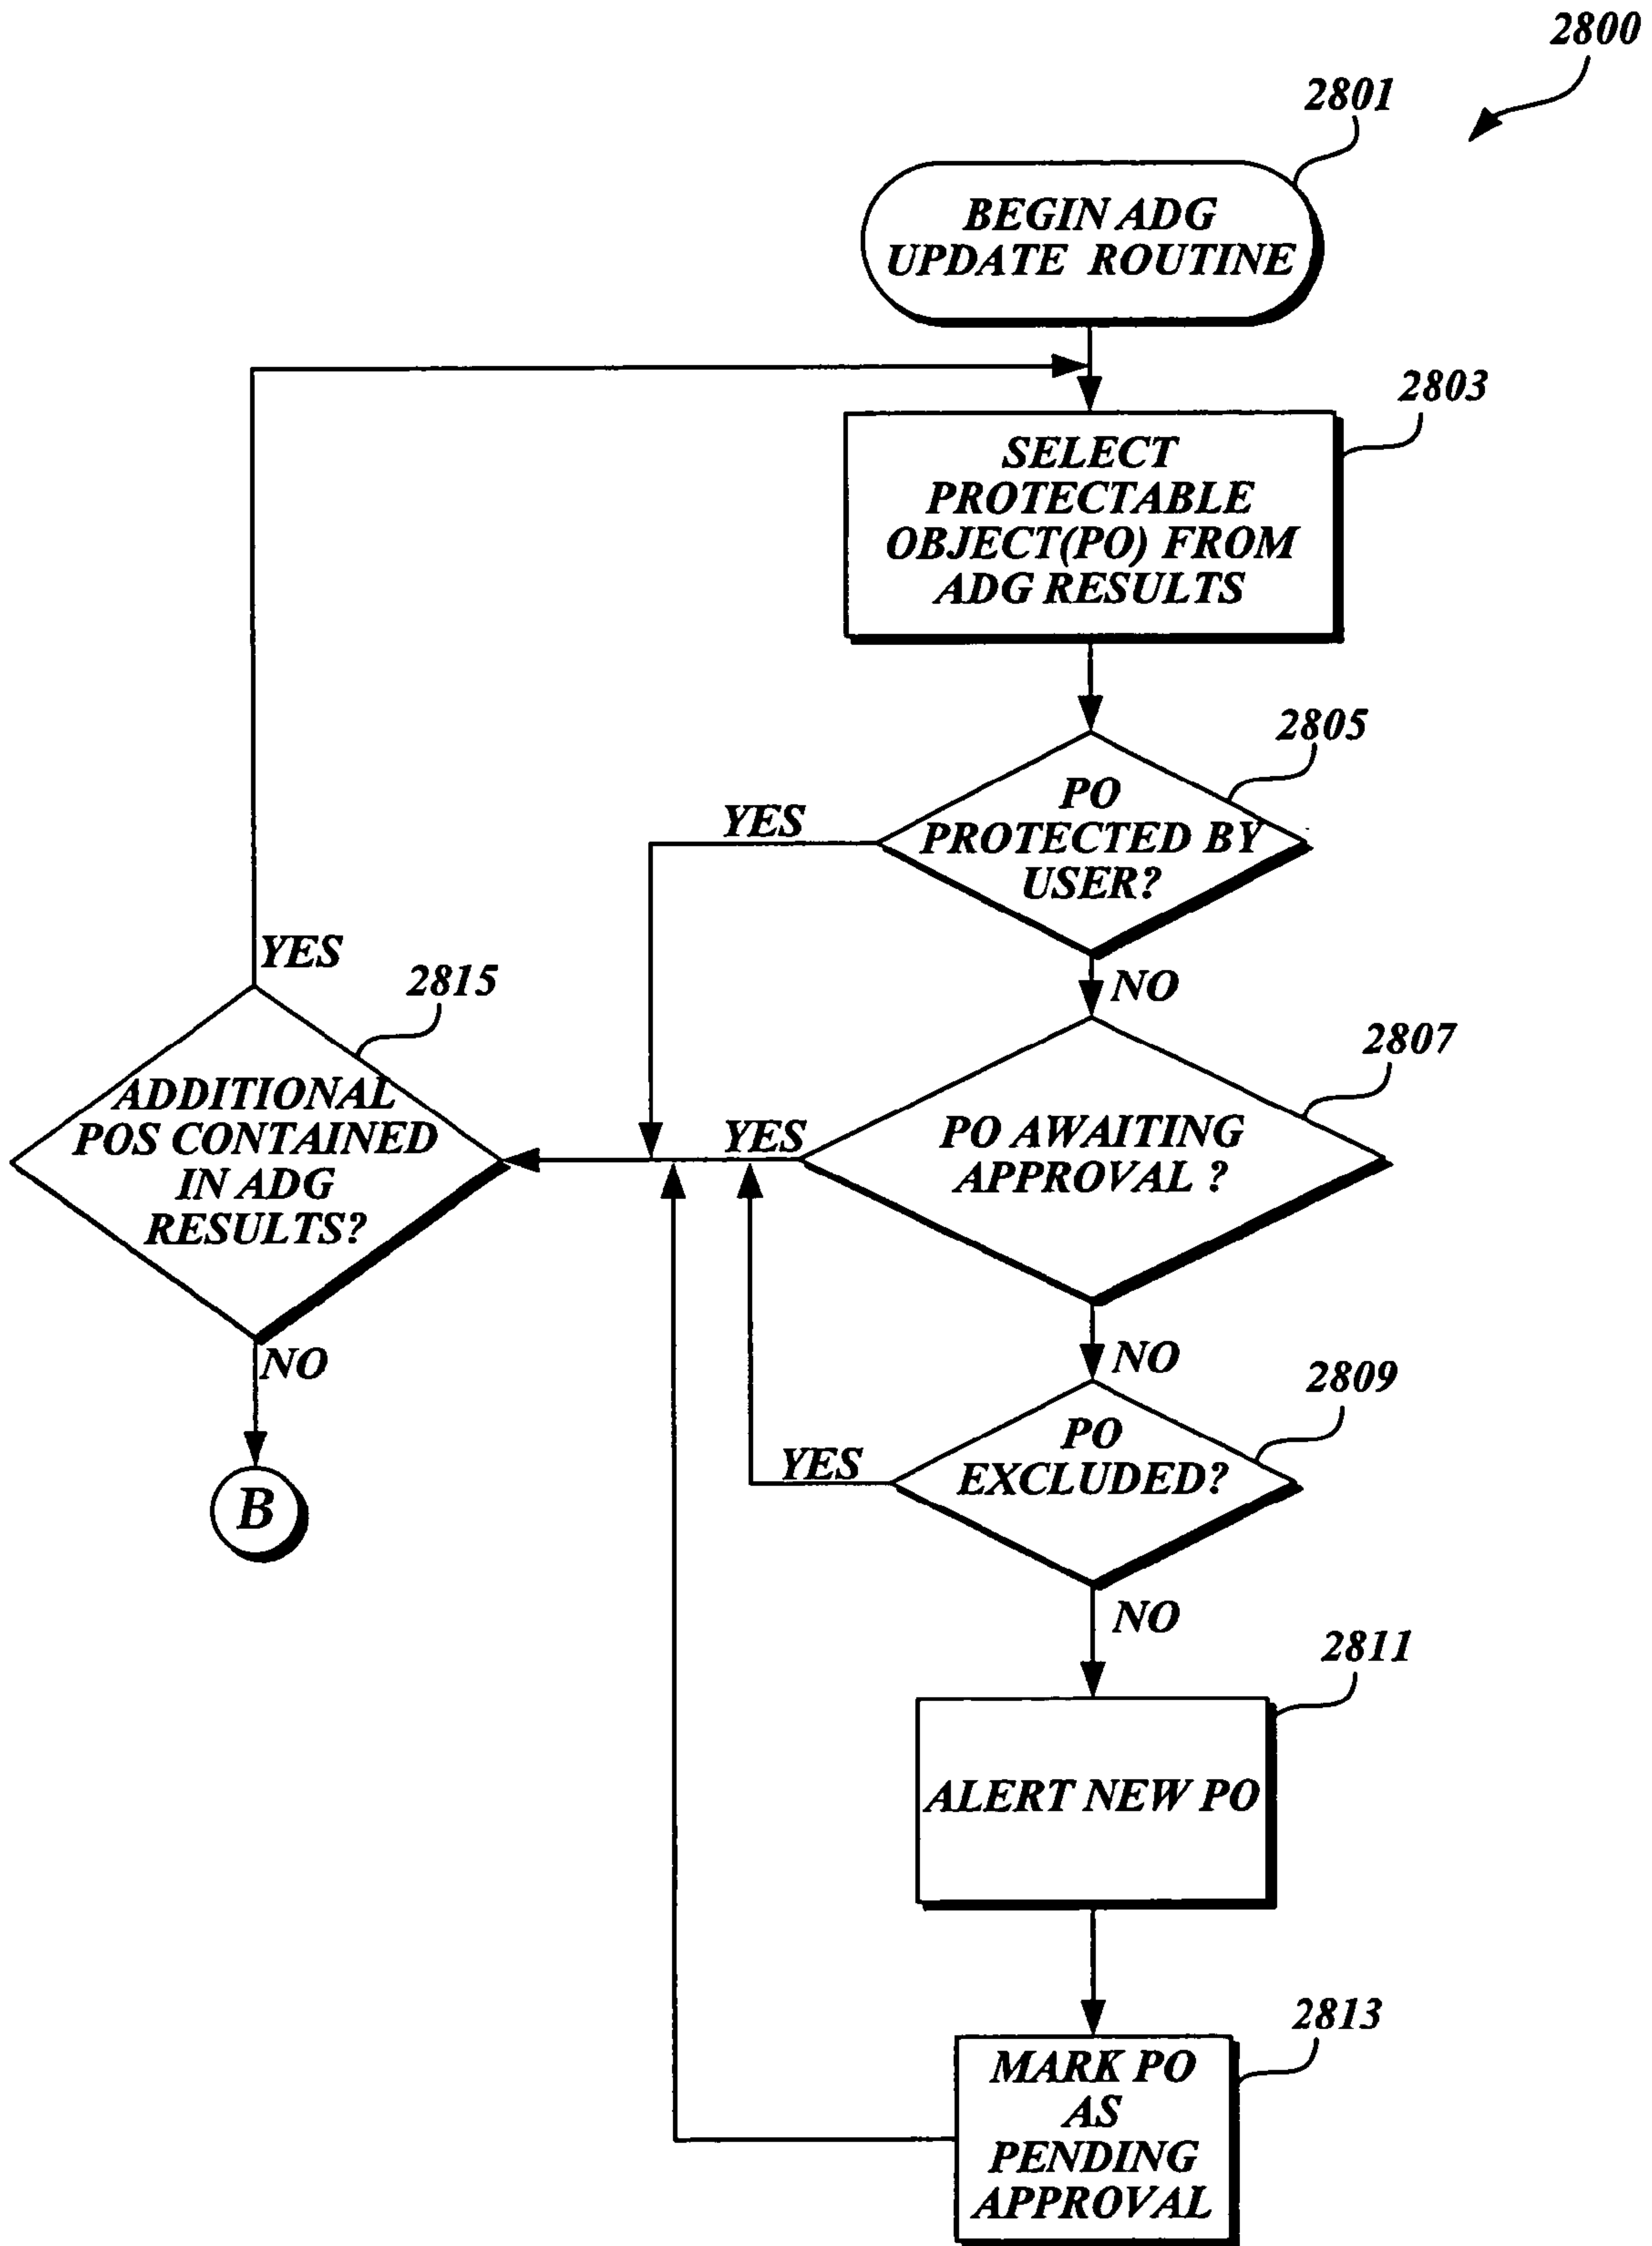 2800
2801
BEGIN ADG
UPDATE ROUTINE
2803
SELECT
PROTECTABLE
OBJECT(PO) FROM
ADG RESULTS
2805
PO
PROTECTED BY
USER?
YES
NO
YES
2815
ADDITIONAL
POS CONTAINED
IN ADG
RESULTS?
2807
PO AWAITING
APPROVAL ?
YES
NO
NO
B
2809
PO
EXCLUDED?
YES
NO
2811
ALERT NEW PO
2813
MARK PO
AS
PENDING
APPROVAL